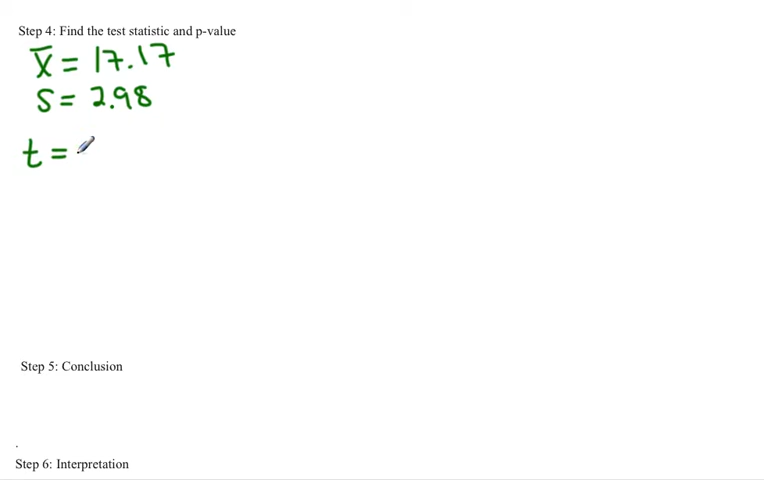 Step 4: Find the test statistic and p-value
x̅ = 17.17
S = 2.98
t =
Step 5: Conclusion
.
Step 6: Interpretation